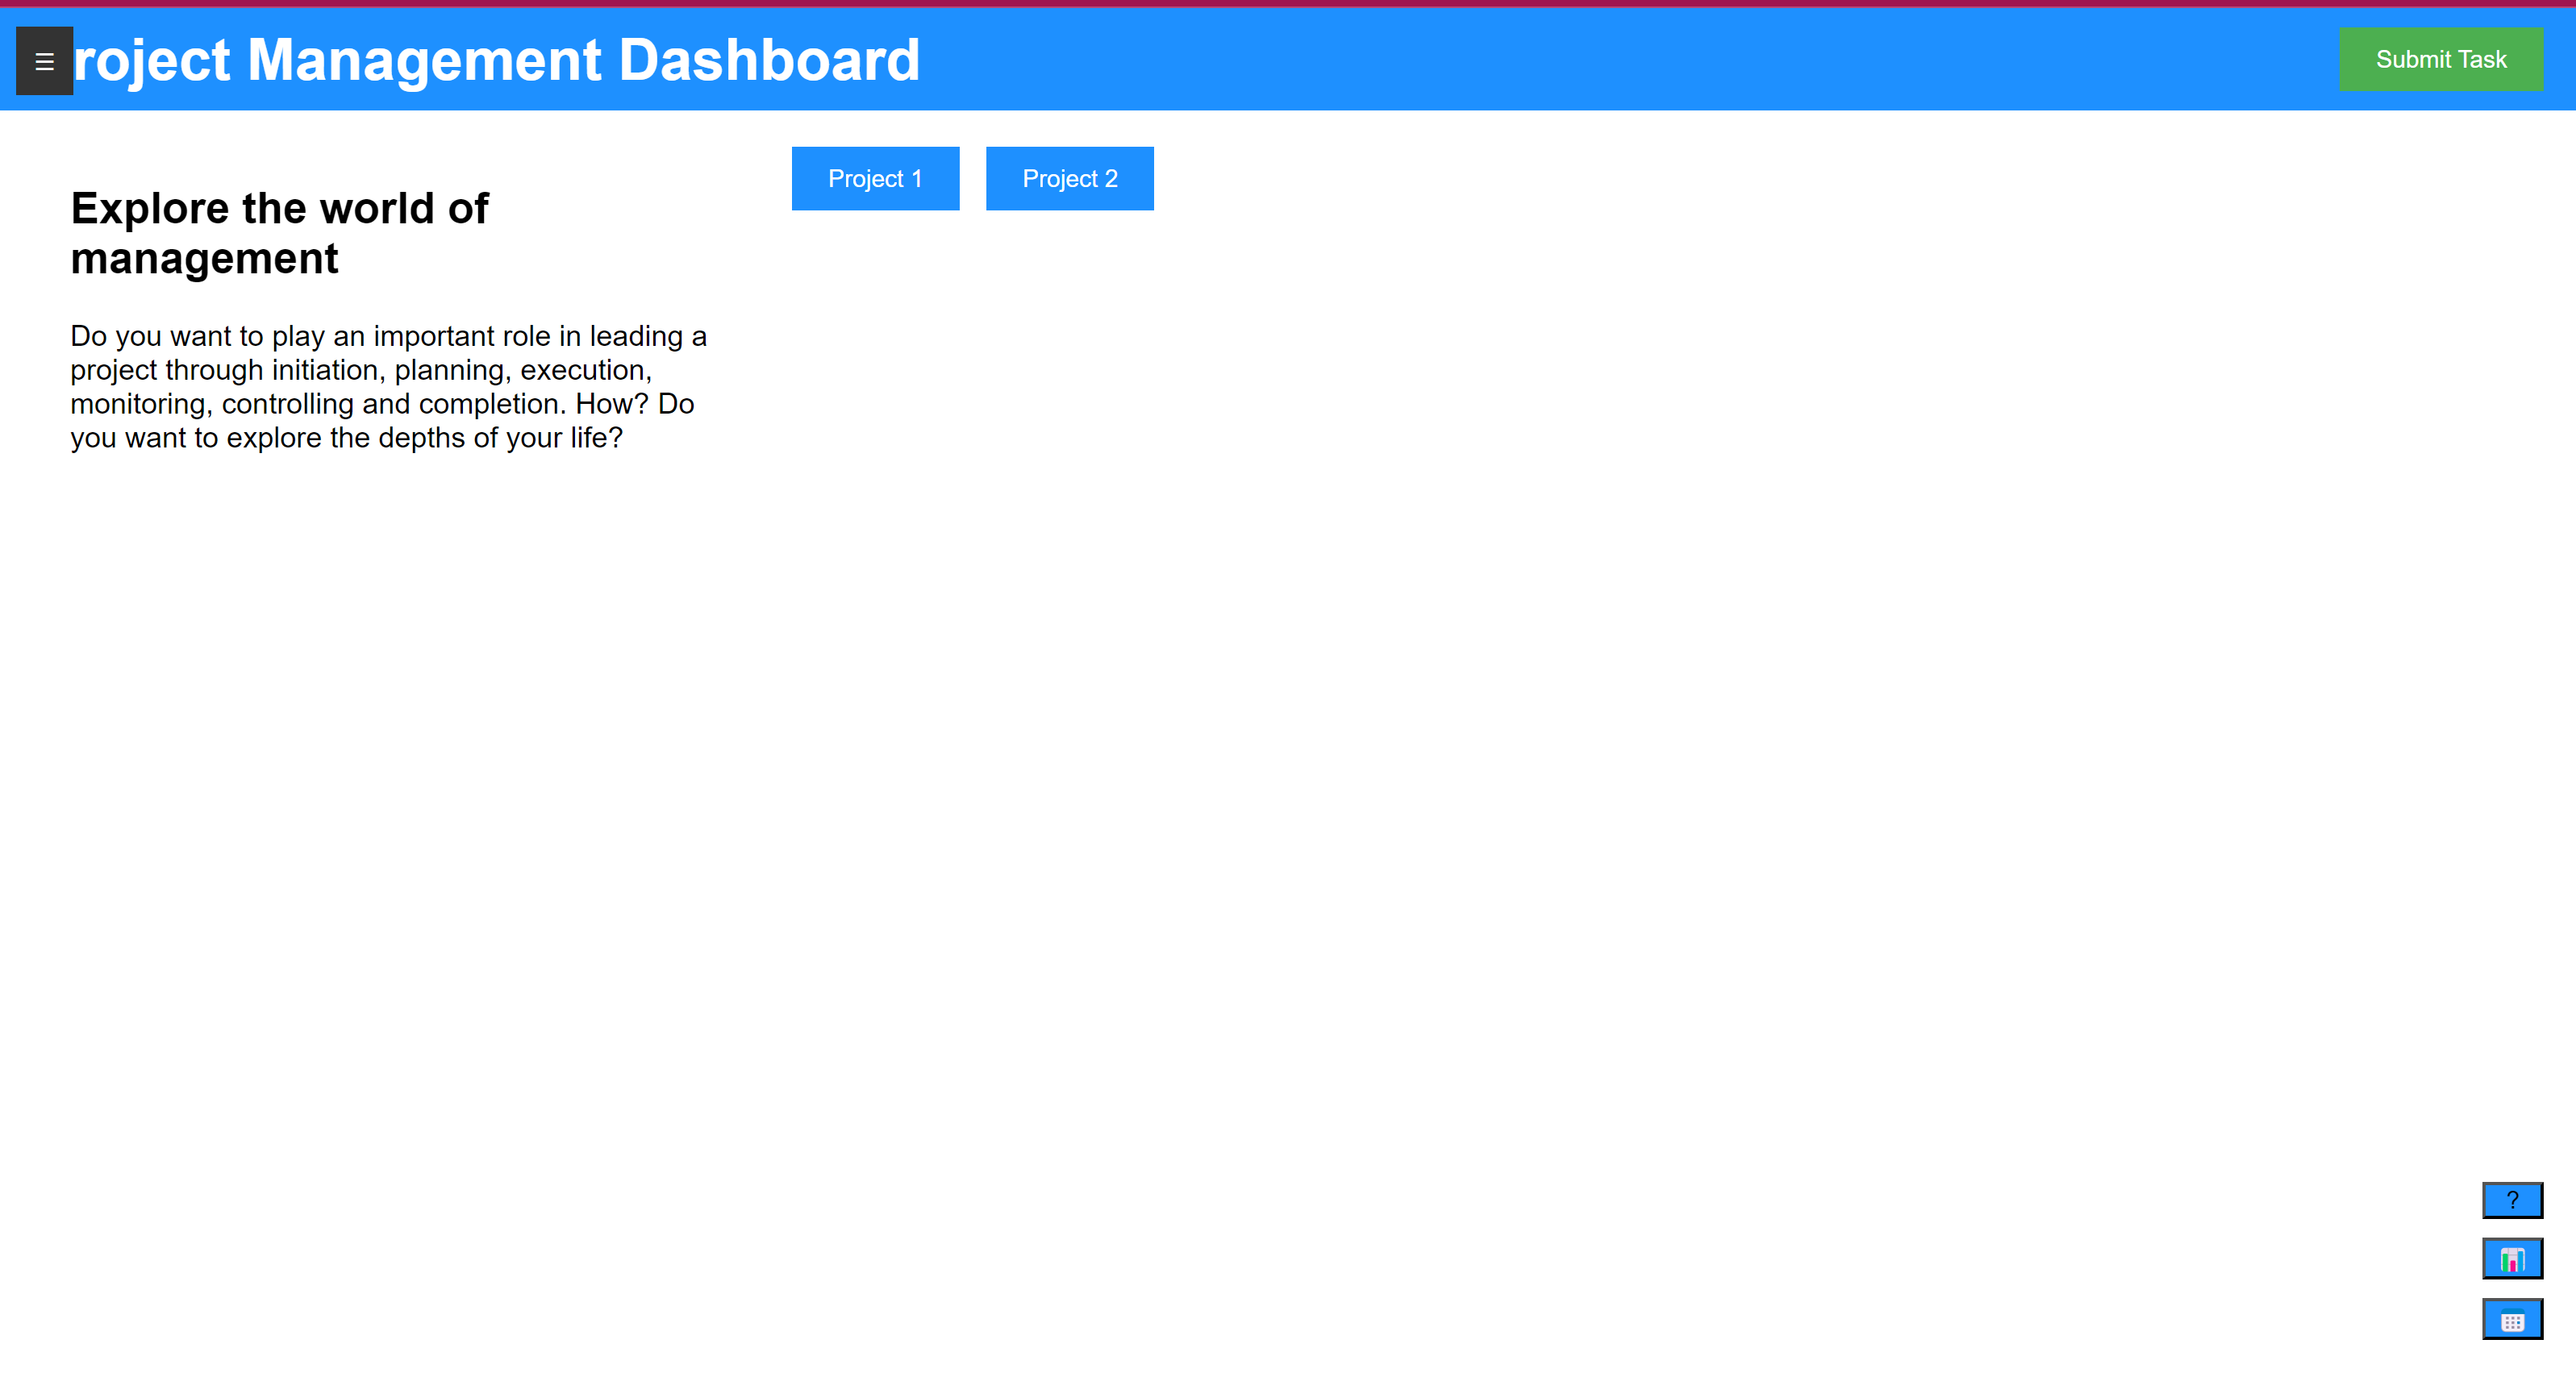 ☰ roject Management Dashboard
Submit Task
Project 1
Project 2
Explore the world of
management
Do you want to play an important role in leading a
project through initiation, planning, execution,
monitoring, controlling and completion. How? Do
you want to explore the depths of your life?
?